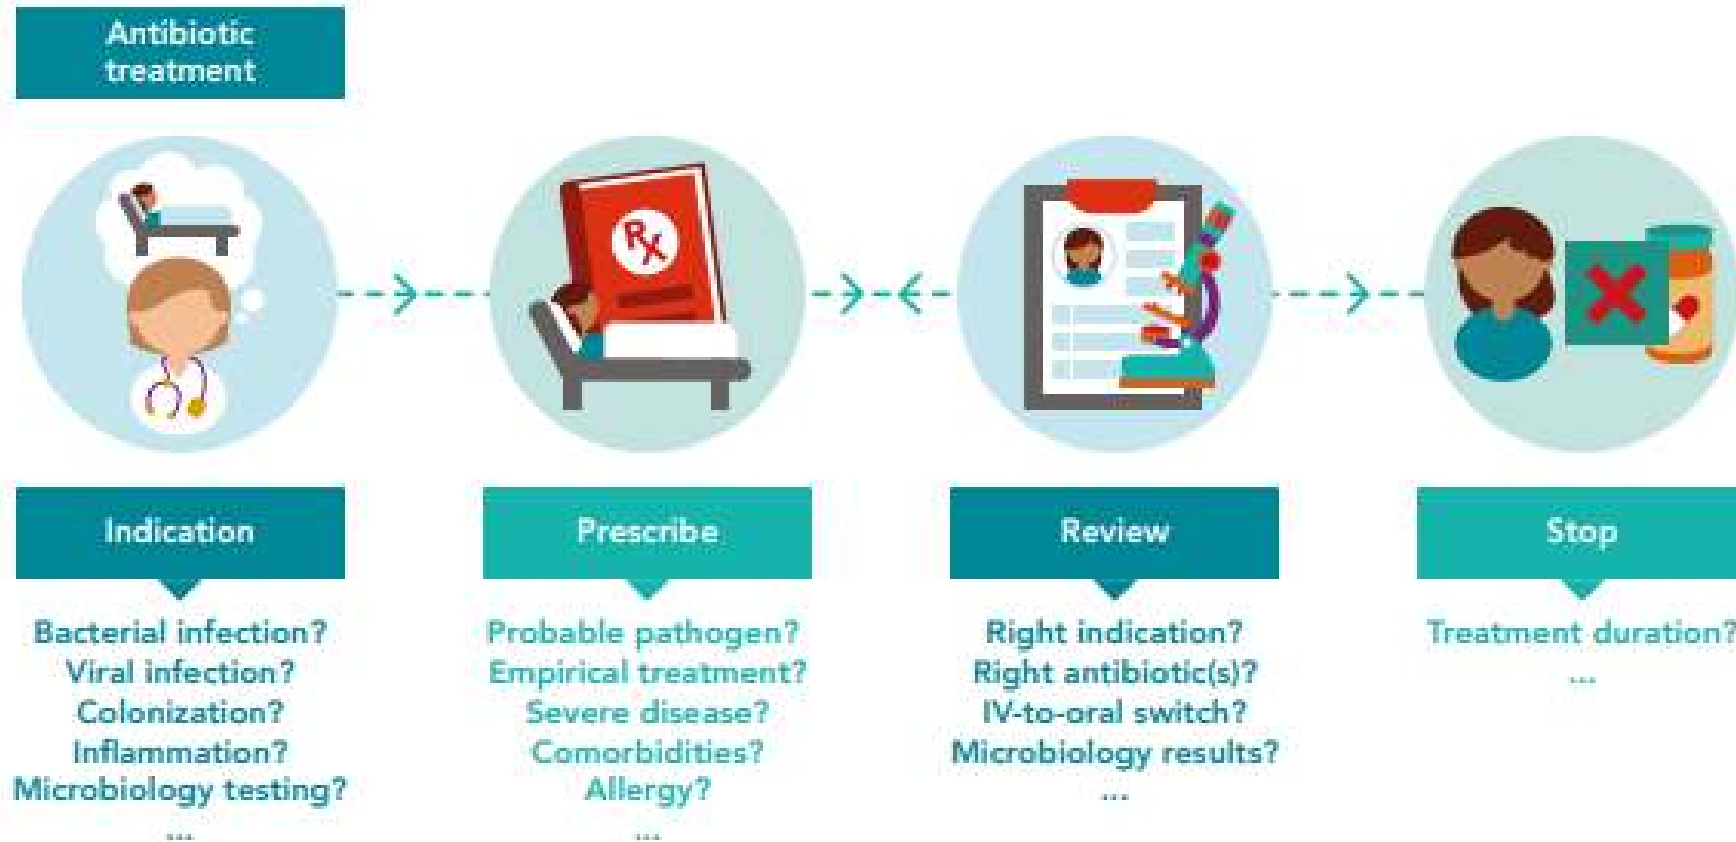 Antibiotic
treatment
Rx
Indication
Bacterial infection?
Viral infection?
Colonization?
Inflammation?
Microbiology testing?
...
Prescribe
Probable pathogen?
Empirical treatment?
Severe disease?
Comorbidities?
Allergy?
...
Review
Right indication?
Right antibiotic(s)?
IV-to-oral switch?
Microbiology results?
...
Stop
Treatment duration?
...